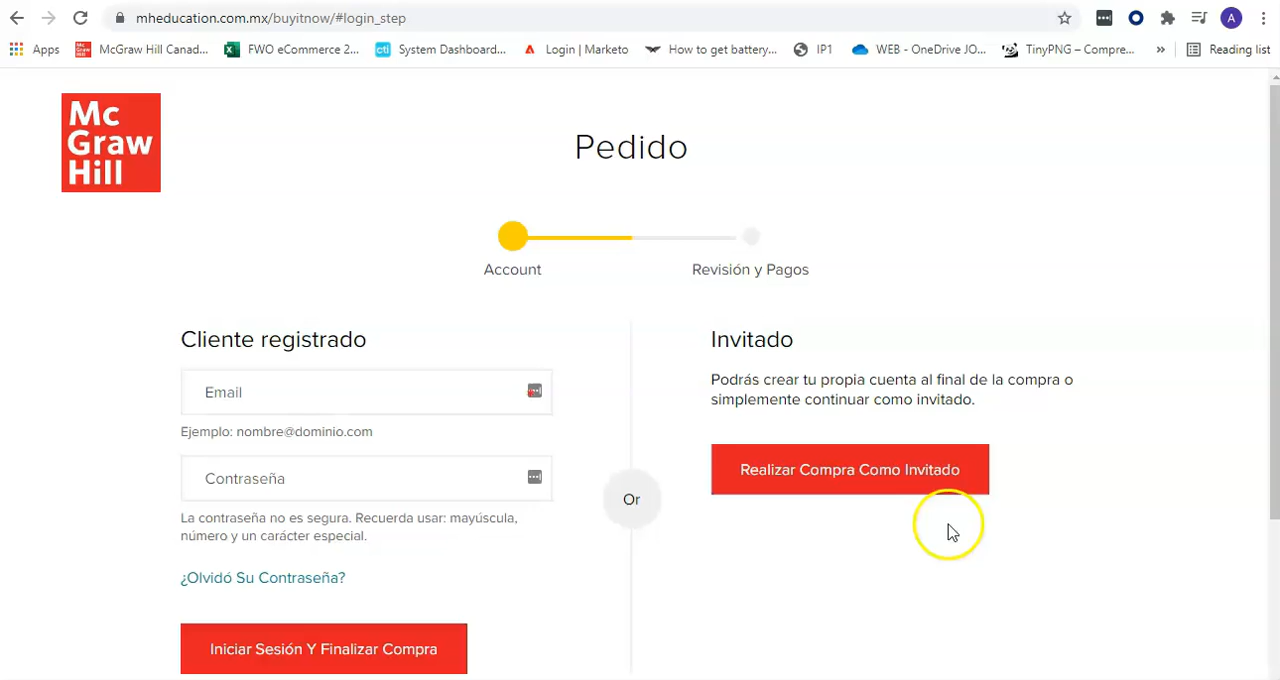 mheducation.com.mx/buyitnow/#login_step
A
Apps
McGraw Hill Canad...
FWO eCommerce 2...
cti
System Dashboard...
Login | Marketo
How to get battery...
IP1
WEB - OneDrive JO...
TinyPNG – Compre...
»
Reading list
Mc
Graw
Hill
Pedido
Account
Revisión y Pagos
Cliente registrado
Email
Ejemplo: nombre@dominio.com
Contraseña
La contraseña no es segura. Recuerda usar: mayúscula,
número y un carácter especial.
¿Olvidó Su Contraseña?
Iniciar Sesión Y Finalizar Compra
Or
Invitado
Podrás crear tu propia cuenta al final de la compra o
simplemente continuar como invitado.
Realizar Compra Como Invitado